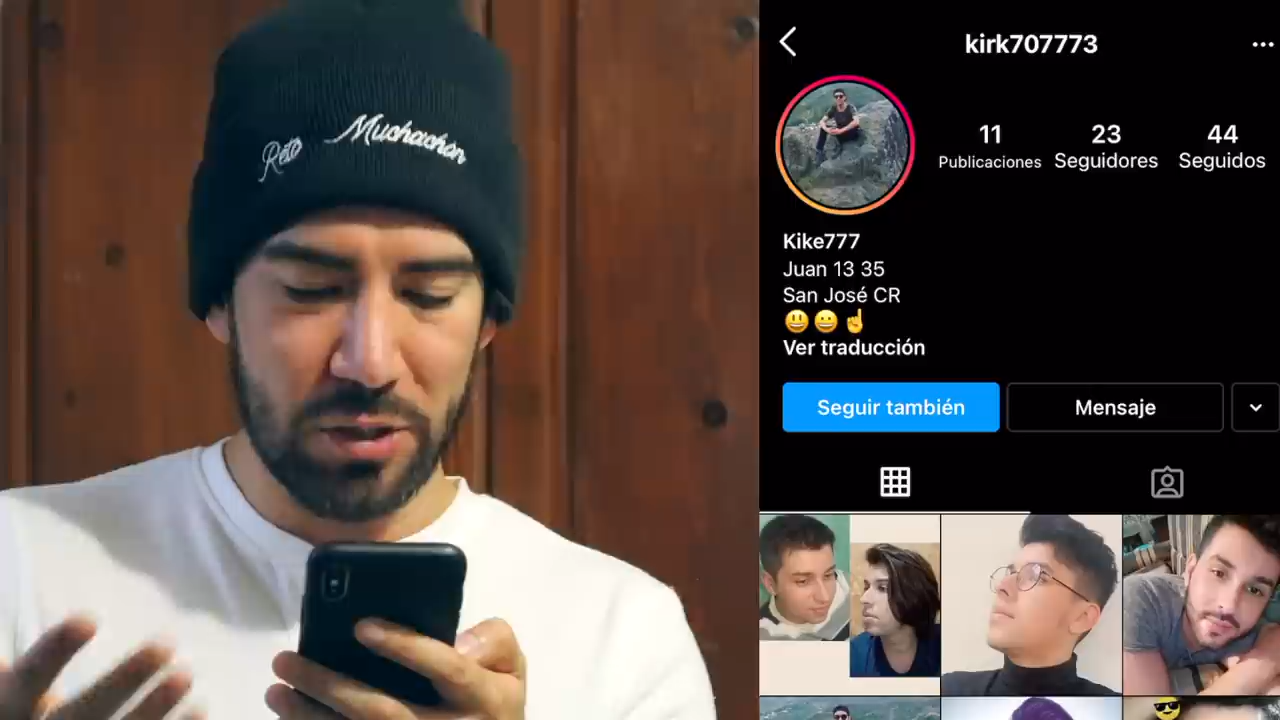 Reto Muchachon
kirk707773
11
23
44
Publicaciones
Seguidores
Seguidos
Kike777
Juan 13 35
San José CR
😃 😀 ☝
Ver traducción
Seguir también
Mensaje